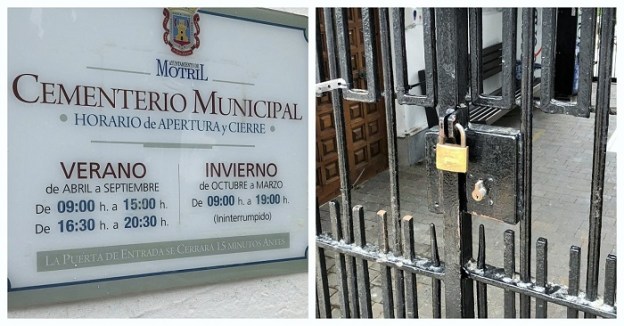 AYUNTAMIENTO DE
MOTRIL
CEMENTERIO MUNICIPAL
· HORARIO de APERTURA y CIERRE ·
VERANO
de ABRIL a SEPTIEMBRE
De 09:00 h. a 15:00 h.
De 16:30 h. a 20:30 h.
INVIERNO
de OCTUBRE a MARZO
De 09:00 h. a 19:00 h.
(Ininterrumpido)
LA PUERTA DE ENTRADA SE CERRARÁ 15 MINUTOS ANTES